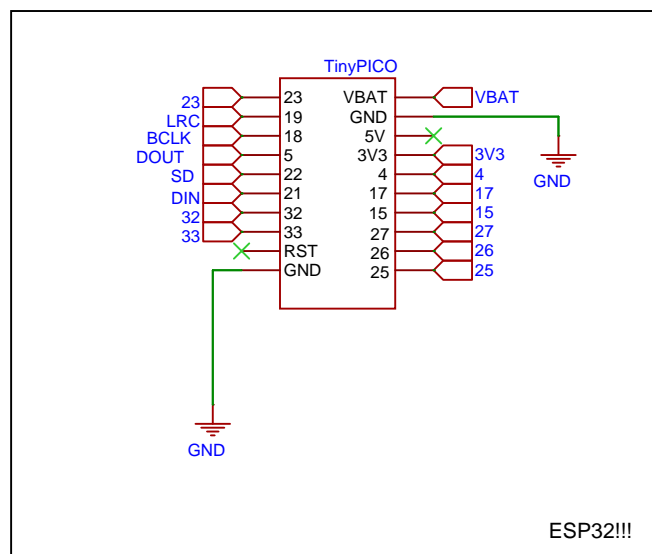 TinyPICO
23 23 VBAT VBAT
LRC 19 GND
BCLK 18 5V
DOUT 5 3V3 3V3
SD 22 4 4
DIN 21 17 17
32 32 15 15
33 33 27 27
RST 26 26
GND 25 25
GND
GND
ESP32!!!